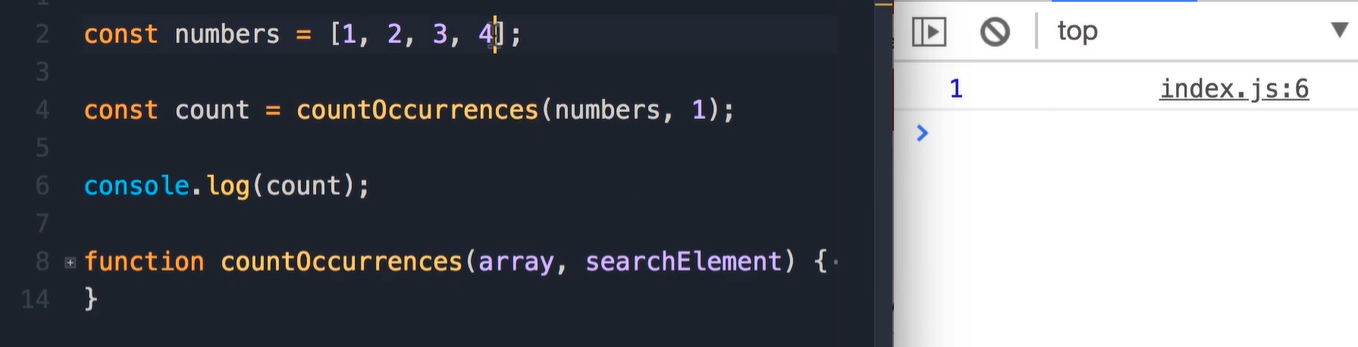 2 const numbers = [1, 2, 3, 4];
3
4 const count = countOccurrences(numbers, 1);
5
6 console.log(count);
7
8 function countOccurrences(array, searchElement) {
14 }
top
1 index.js:6